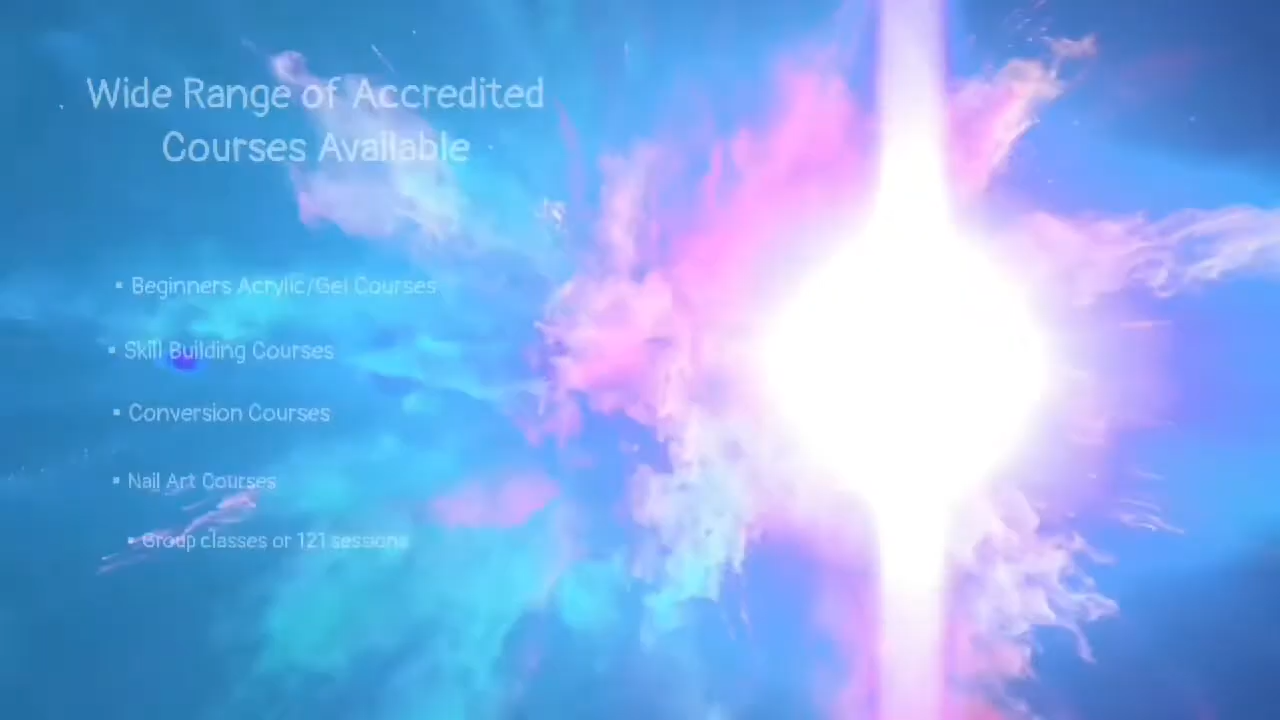 Wide Range of Accredited
Courses Available
▪ Beginners Acrylic/Gel Courses
▪ Skill Building Courses
▪ Conversion Courses
▪ Nail Art Courses
▪ Group classes or 121 sessions